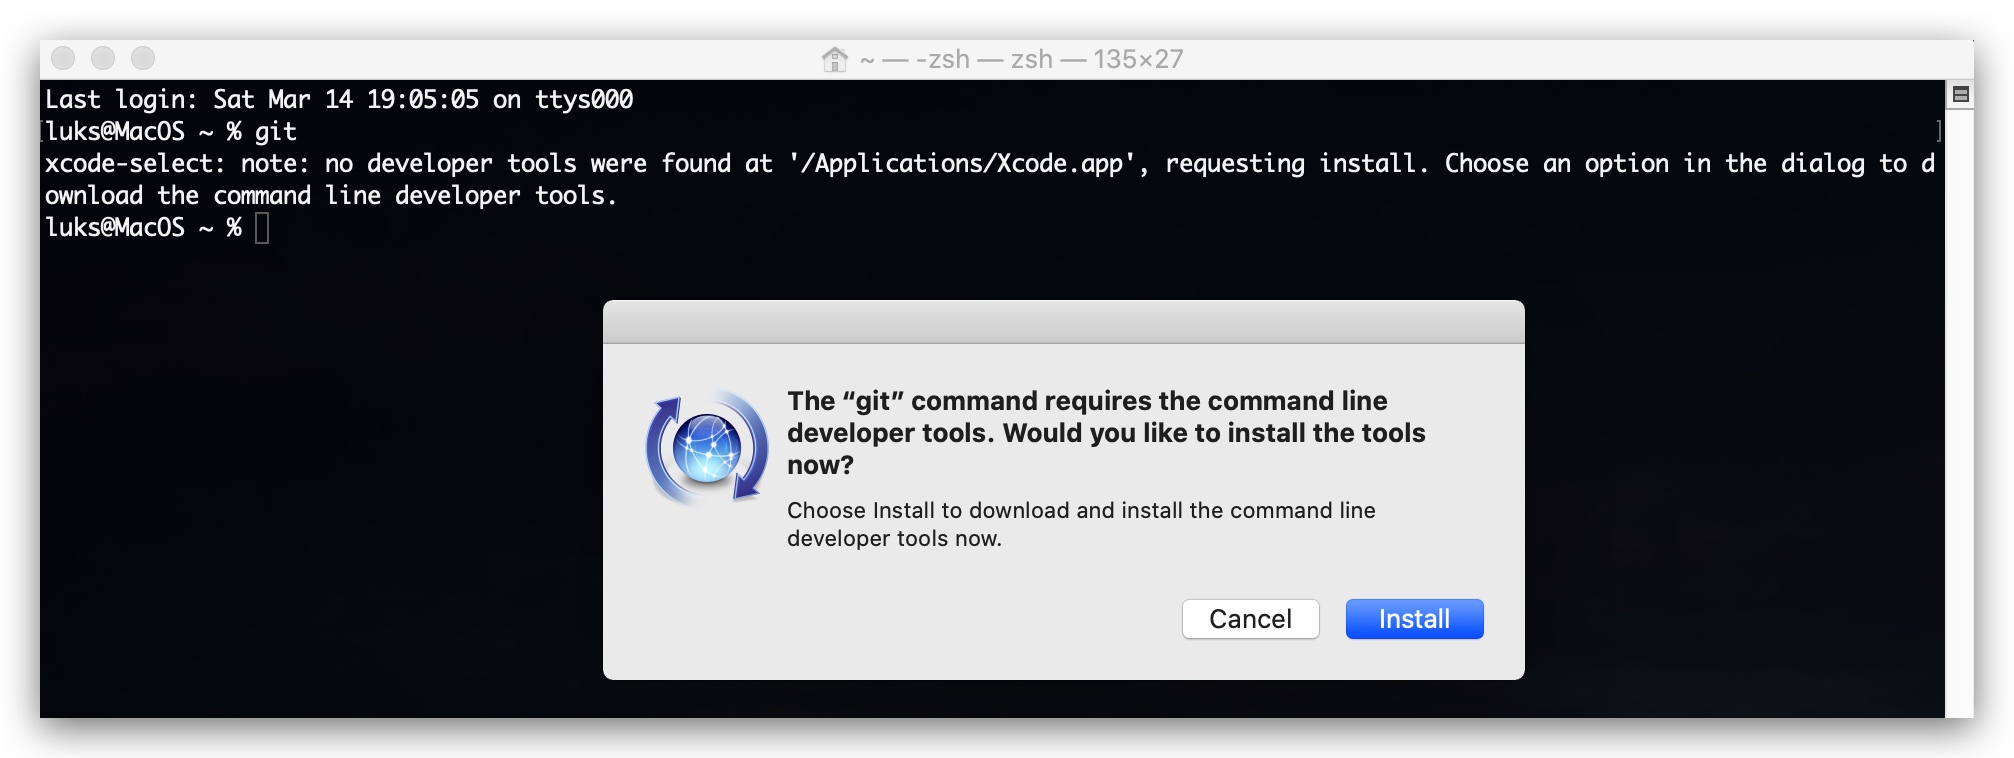 ~ — -zsh — zsh — 135×27
Last login: Sat Mar 14 19:05:05 on ttys000
[luks@MacOS ~ % git ]
xcode-select: note: no developer tools were found at '/Applications/Xcode.app', requesting install. Choose an option in the dialog to d
ownload the command line developer tools.
luks@MacOS ~ %
The “git” command requires the command line
developer tools. Would you like to install the tools
now?
Choose Install to download and install the command line
developer tools now.
Cancel
Install